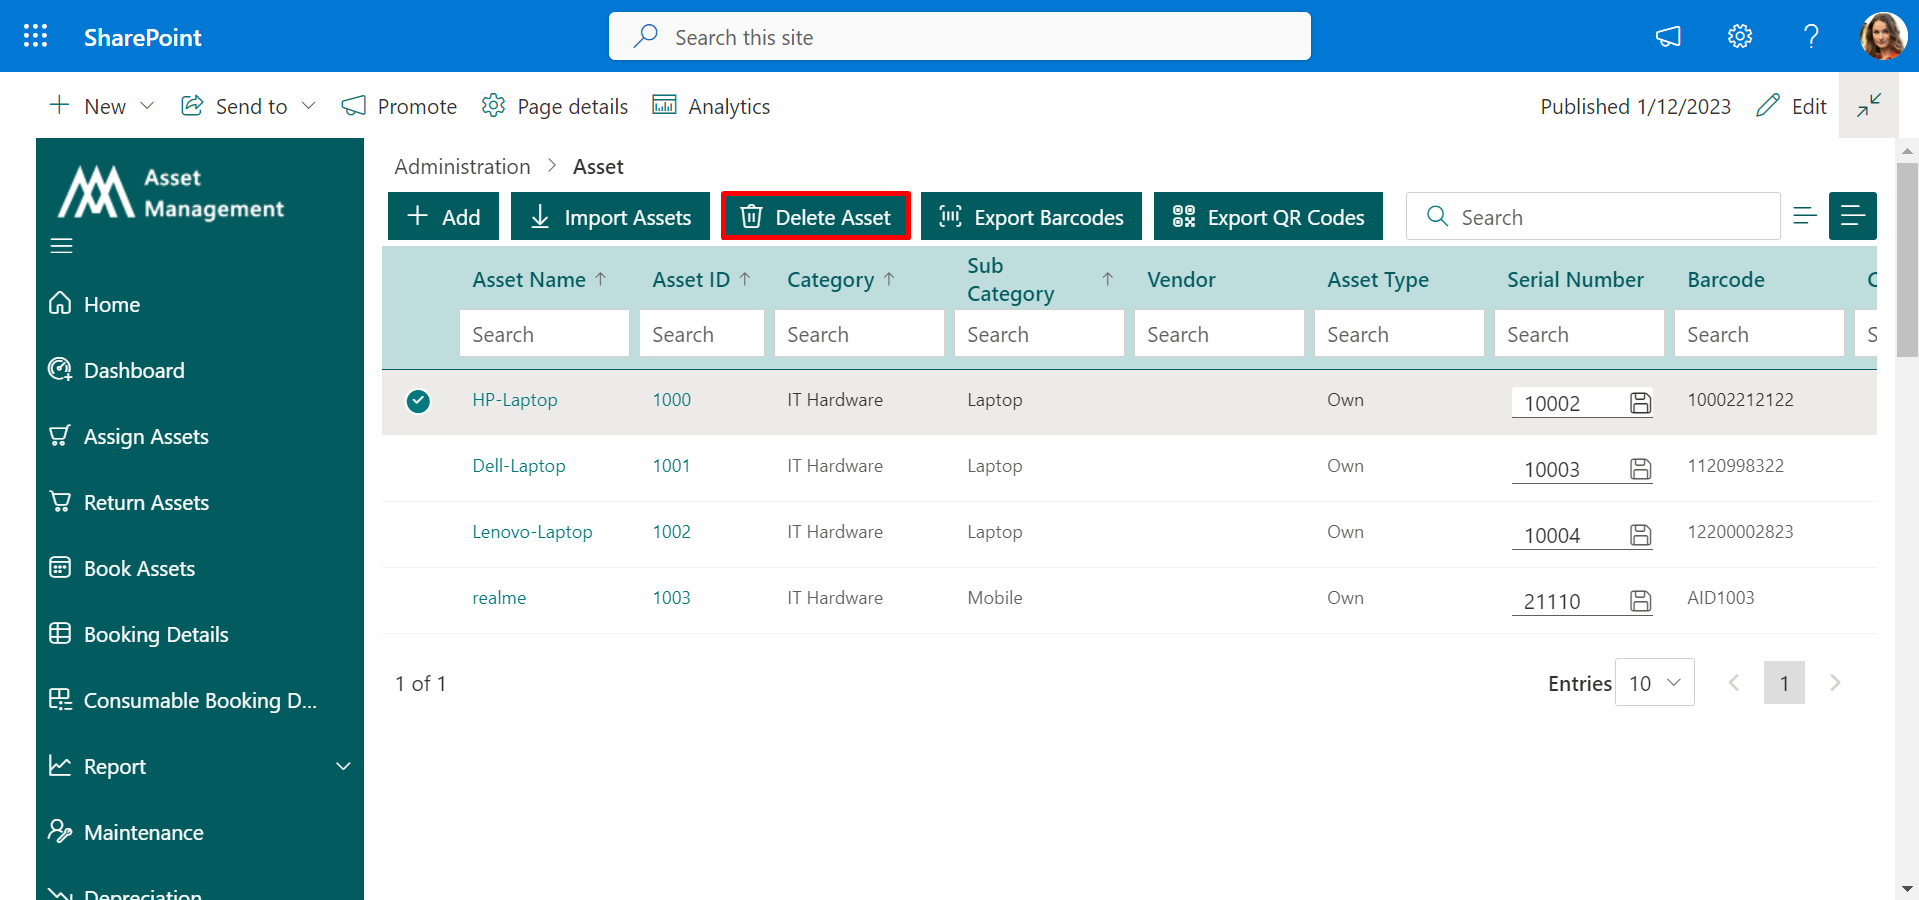 SharePoint
Search this site
New
Send to
Promote
Page details
Analytics
Published 1/12/2023
Edit
Asset
Management
Home
Dashboard
Assign Assets
Return Assets
Book Assets
Booking Details
Consumable Booking D...
Report
Maintenance
Depreciation
Administration > Asset
Add
Import Assets
Delete Asset
Export Barcodes
Export QR Codes
Search
Asset Name ↑ Asset ID ↑ Category ↑ Sub Category ↑ Vendor Asset Type Serial Number Barcode
Search Search Search Search Search Search Search Search
HP-Laptop 1000 IT Hardware Laptop Own 10002 10002212122
Dell-Laptop 1001 IT Hardware Laptop Own 10003 1120998322
Lenovo-Laptop 1002 IT Hardware Laptop Own 10004 12200002823
realme 1003 IT Hardware Mobile Own 21110 AID1003
1 of 1
Entries 10
1